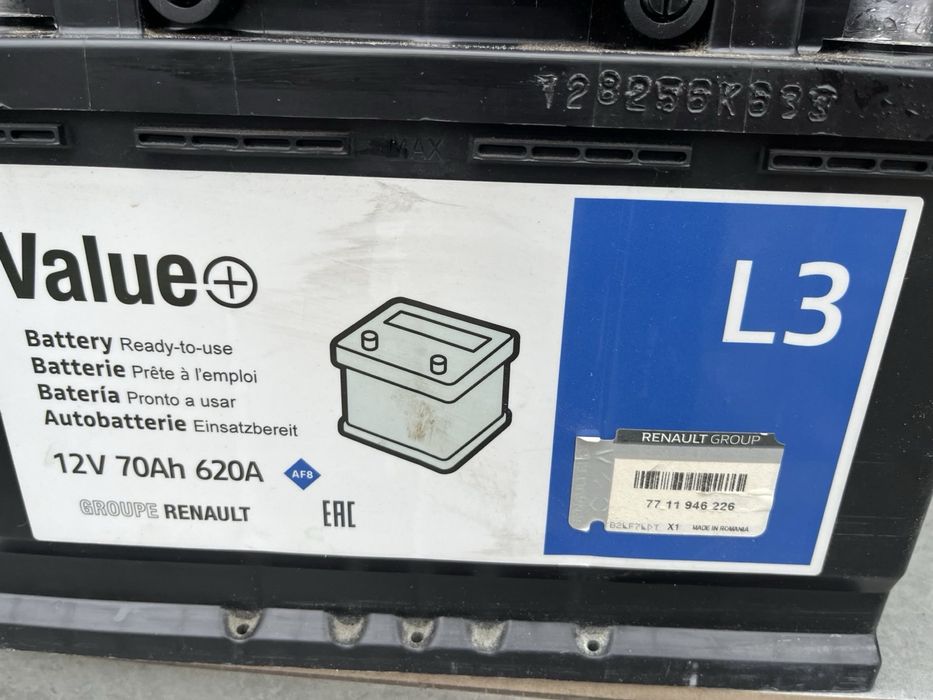 MAX
Value
L3
Battery Ready-to-use
Batterie Prête à l'emploi
Batería Pronto a usar
Autobatterie Einsatzbereit
12V 70Ah 620A AF8
GROUPE RENAULT EAC
RENAULT GROUP
77 11 946 226
X1 MADE IN ROMANIA